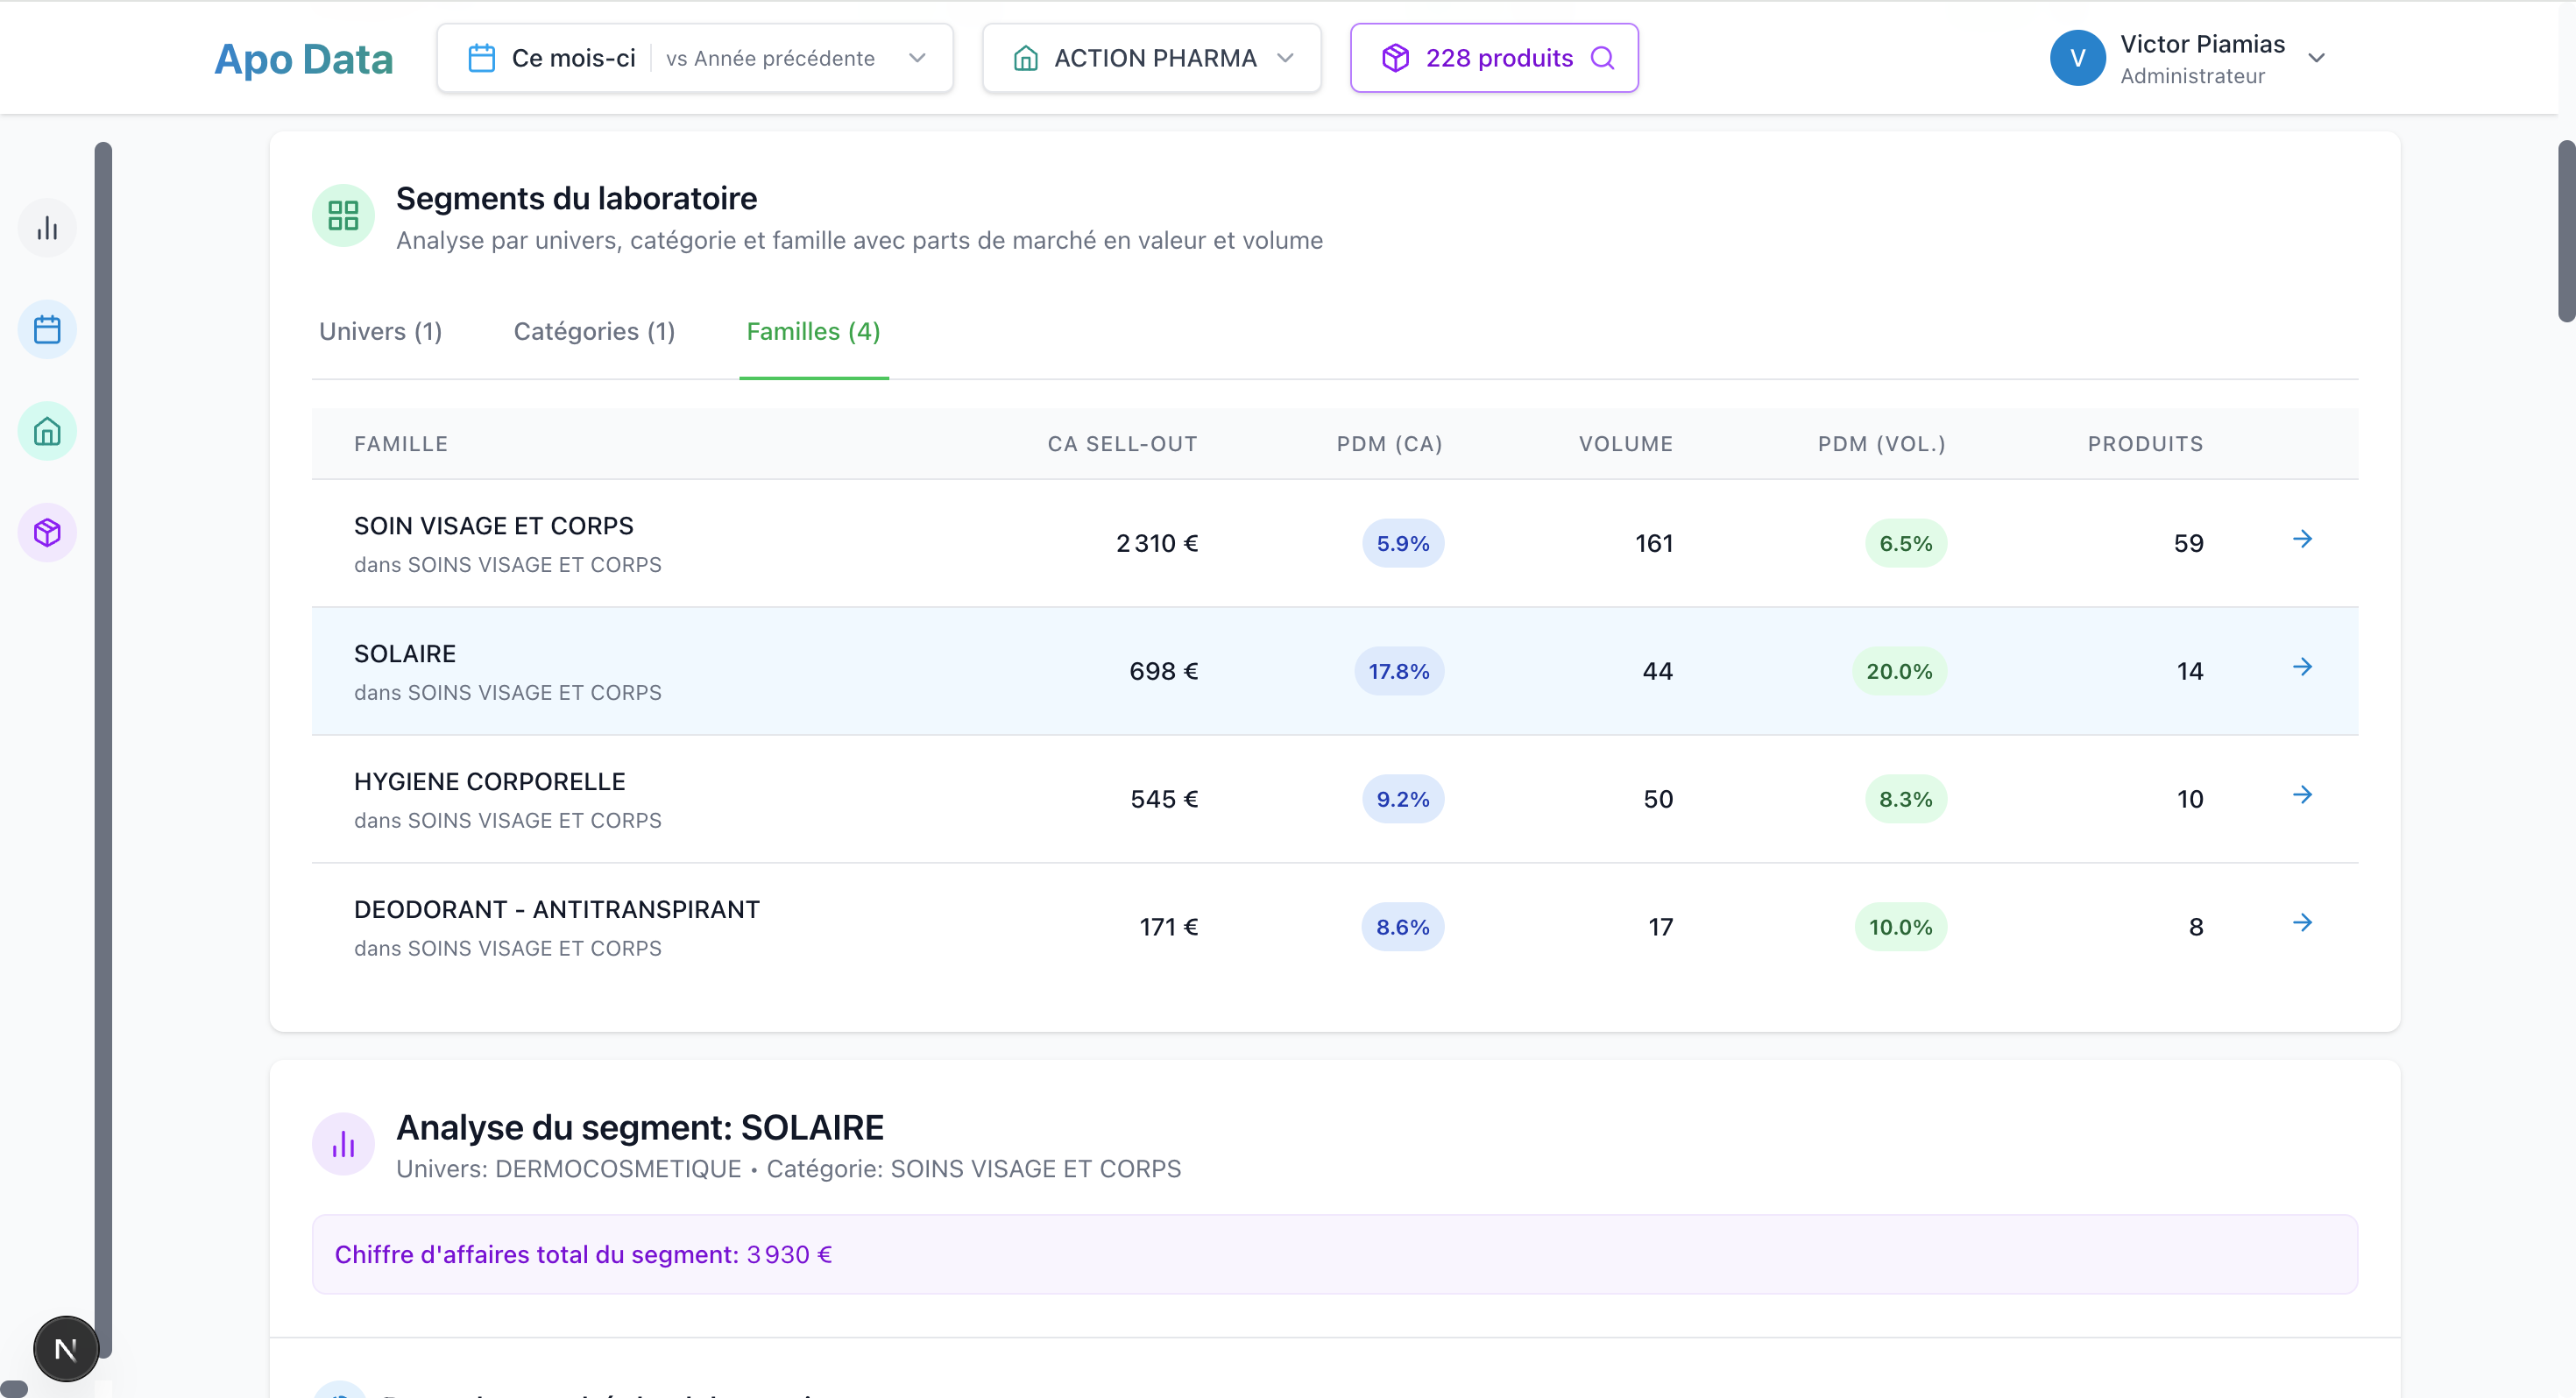 Apo Data
Ce mois-ci vs Année précédente
ACTION PHARMA
228 produits
V
Victor Piamias
Administrateur
Segments du laboratoire
Analyse par univers, catégorie et famille avec parts de marché en valeur et volume
Univers (1) Catégories (1) Familles (4)
FAMILLE CA SELL-OUT PDM (CA) VOLUME PDM (VOL.) PRODUITS
SOIN VISAGE ET CORPS
dans SOINS VISAGE ET CORPS
2 310 € 5.9% 161 6.5% 59
SOLAIRE
dans SOINS VISAGE ET CORPS
698 € 17.8% 44 20.0% 14
HYGIENE CORPORELLE
dans SOINS VISAGE ET CORPS
545 € 9.2% 50 8.3% 10
DEODORANT - ANTITRANSPIRANT
dans SOINS VISAGE ET CORPS
171 € 8.6% 17 10.0% 8
Analyse du segment: SOLAIRE
Univers: DERMOCOSMETIQUE • Catégorie: SOINS VISAGE ET CORPS
Chiffre d'affaires total du segment: 3 930 €
N